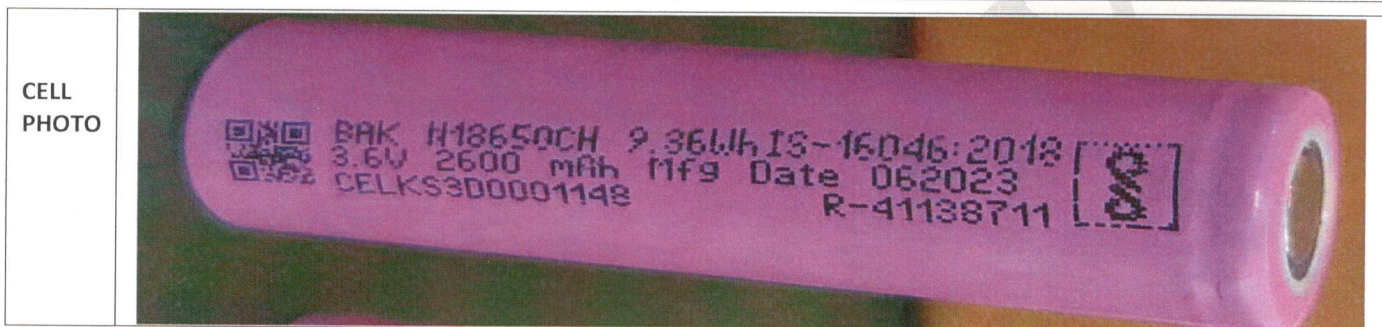 CELL
PHOTO
BAK H18650CH 9.36Wh IS-16046:2018
3.6V 2600 mAh Mfg Date 062023
CELKS3D0001148
R-41138711